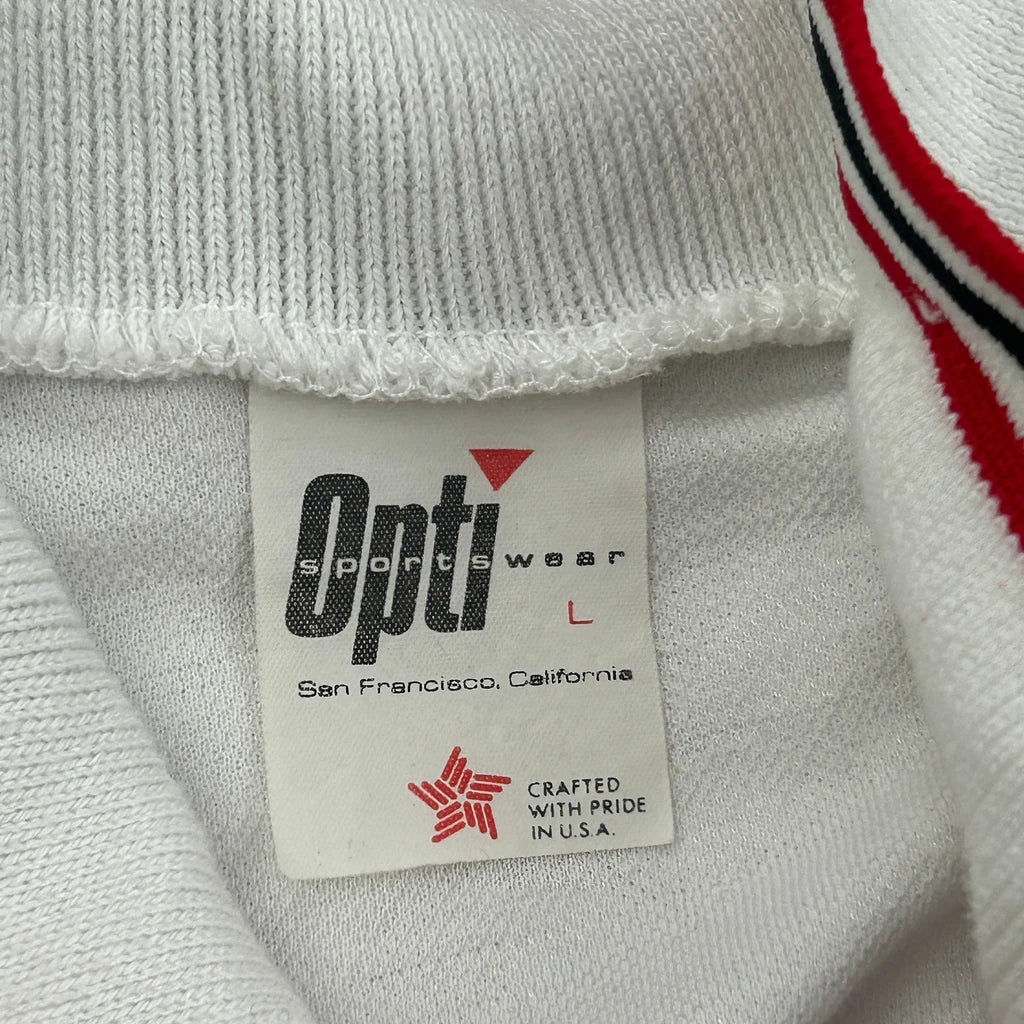 Opti
sportswear
L
San Francisco, California
CRAFTED
WITH PRIDE
IN U.S.A.